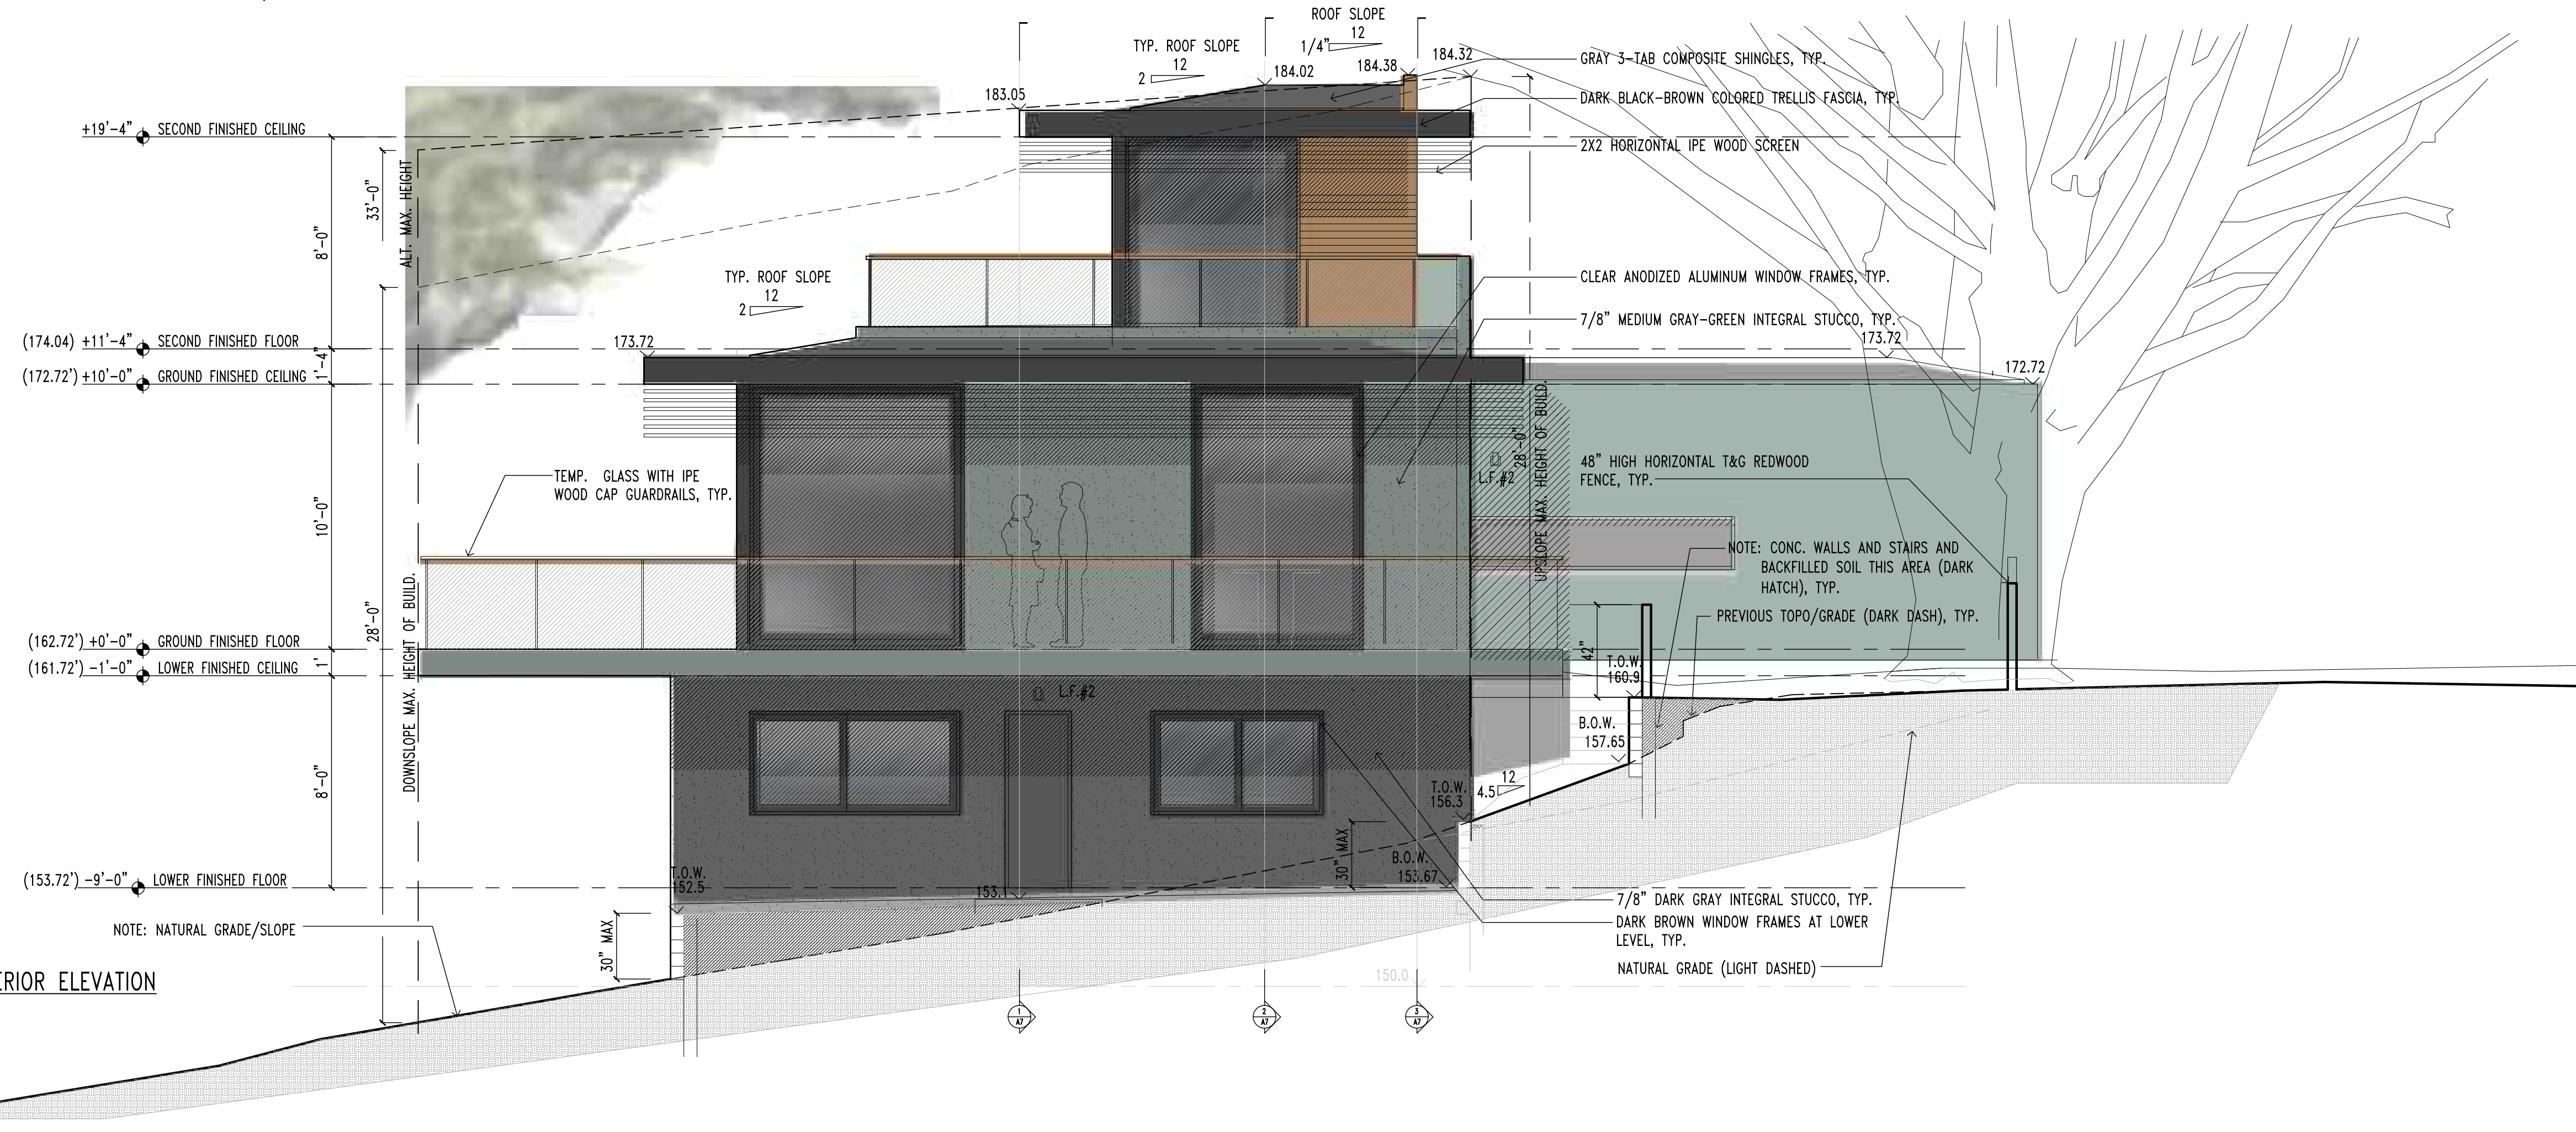 ROOF SLOPE
12
1/4"
TYP. ROOF SLOPE
12
2
184.02
184.38
184.32
183.05
GRAY 3-TAB COMPOSITE SHINGLES, TYP.
DARK BLACK-BROWN COLORED TRELLIS FASCIA, TYP.
2X2 HORIZONTAL IPE WOOD SCREEN
+19'-4" SECOND FINISHED CEILING
33'-0"
ALT. MAX. HEIGHT
8'-0"
TYP. ROOF SLOPE
12
2
CLEAR ANODIZED ALUMINUM WINDOW FRAMES, TYP.
7/8" MEDIUM GRAY-GREEN INTEGRAL STUCCO, TYP.
(174.04) +11'-4" SECOND FINISHED FLOOR
173.72
173.72
1'-4"
(172.72') +10'-0" GROUND FINISHED CEILING
172.72
TEMP. GLASS WITH IPE
WOOD CAP GUARDRAILS, TYP.
L.F.#2
28'-0"
UPSLOPE MAX. HEIGHT OF BUILD.
48" HIGH HORIZONTAL T&G REDWOOD
FENCE, TYP.
10'-0"
NOTE: CONC. WALLS AND STAIRS AND
BACKFILLED SOIL THIS AREA (DARK
HATCH), TYP.
PREVIOUS TOPO/GRADE (DARK DASH), TYP.
28'-0"
DOWNSLOPE MAX. HEIGHT OF BUILD.
(162.72') +0'-0" GROUND FINISHED FLOOR
(161.72') -1'-0" LOWER FINISHED CEILING
1'
42"
T.O.W.
160.9
L.F.#2
B.O.W.
157.65
8'-0"
12
4.5
T.O.W.
156.3
30" MAX
B.O.W.
153.67
T.O.W.
152.5
153.1
(153.72') -9'-0" LOWER FINISHED FLOOR
7/8" DARK GRAY INTEGRAL STUCCO, TYP.
DARK BROWN WINDOW FRAMES AT LOWER
LEVEL, TYP.
NOTE: NATURAL GRADE/SLOPE
30" MAX
NATURAL GRADE (LIGHT DASHED)
150.0
ERIOR ELEVATION
1
A7
2
A7
3
A7